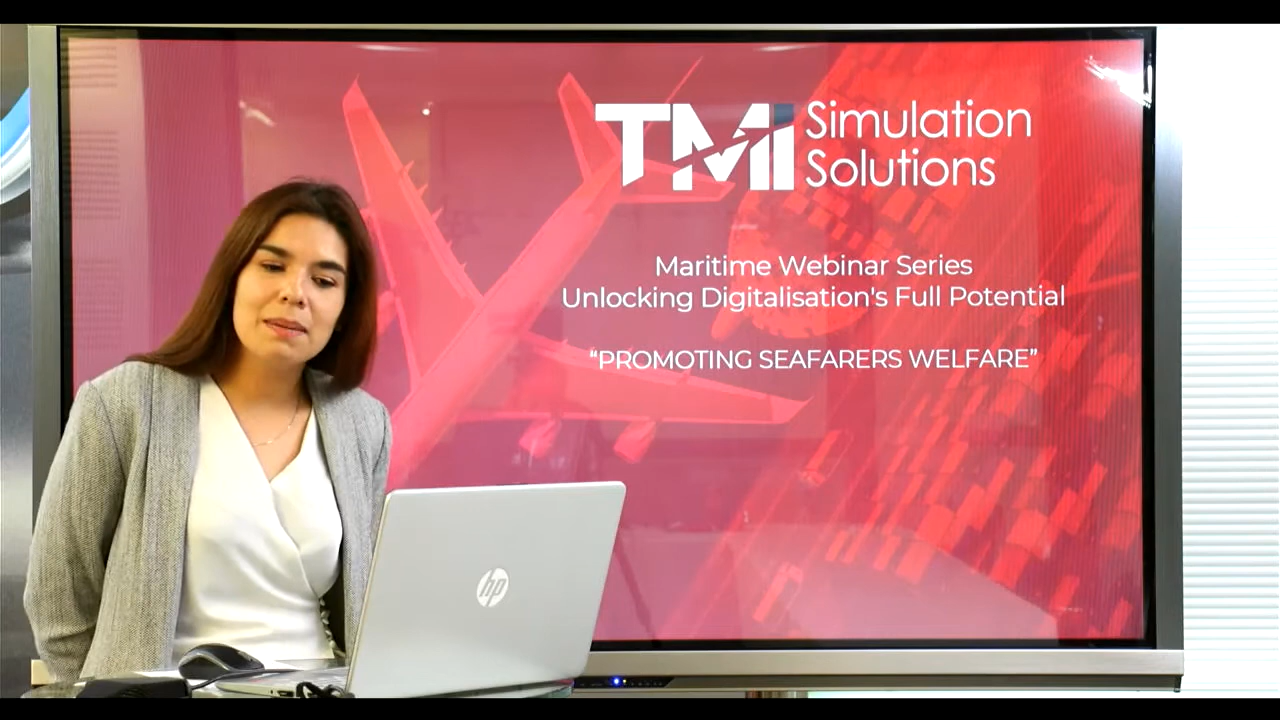 TMI Simulation
Solutions
Maritime Webinar Series
Unlocking Digitalisation's Full Potential
“PROMOTING SEAFARERS WELFARE”
hp